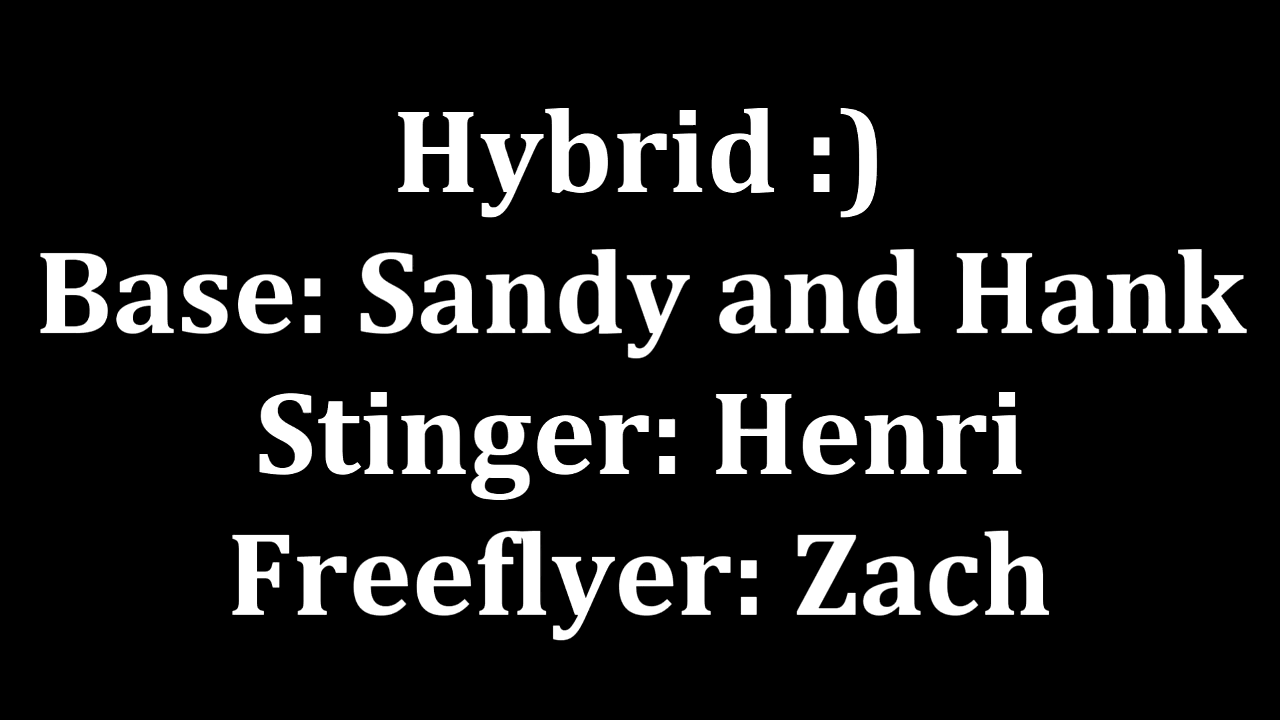 Hybrid :)
Base: Sandy and Hank
Stinger: Henri
Freeflyer: Zach